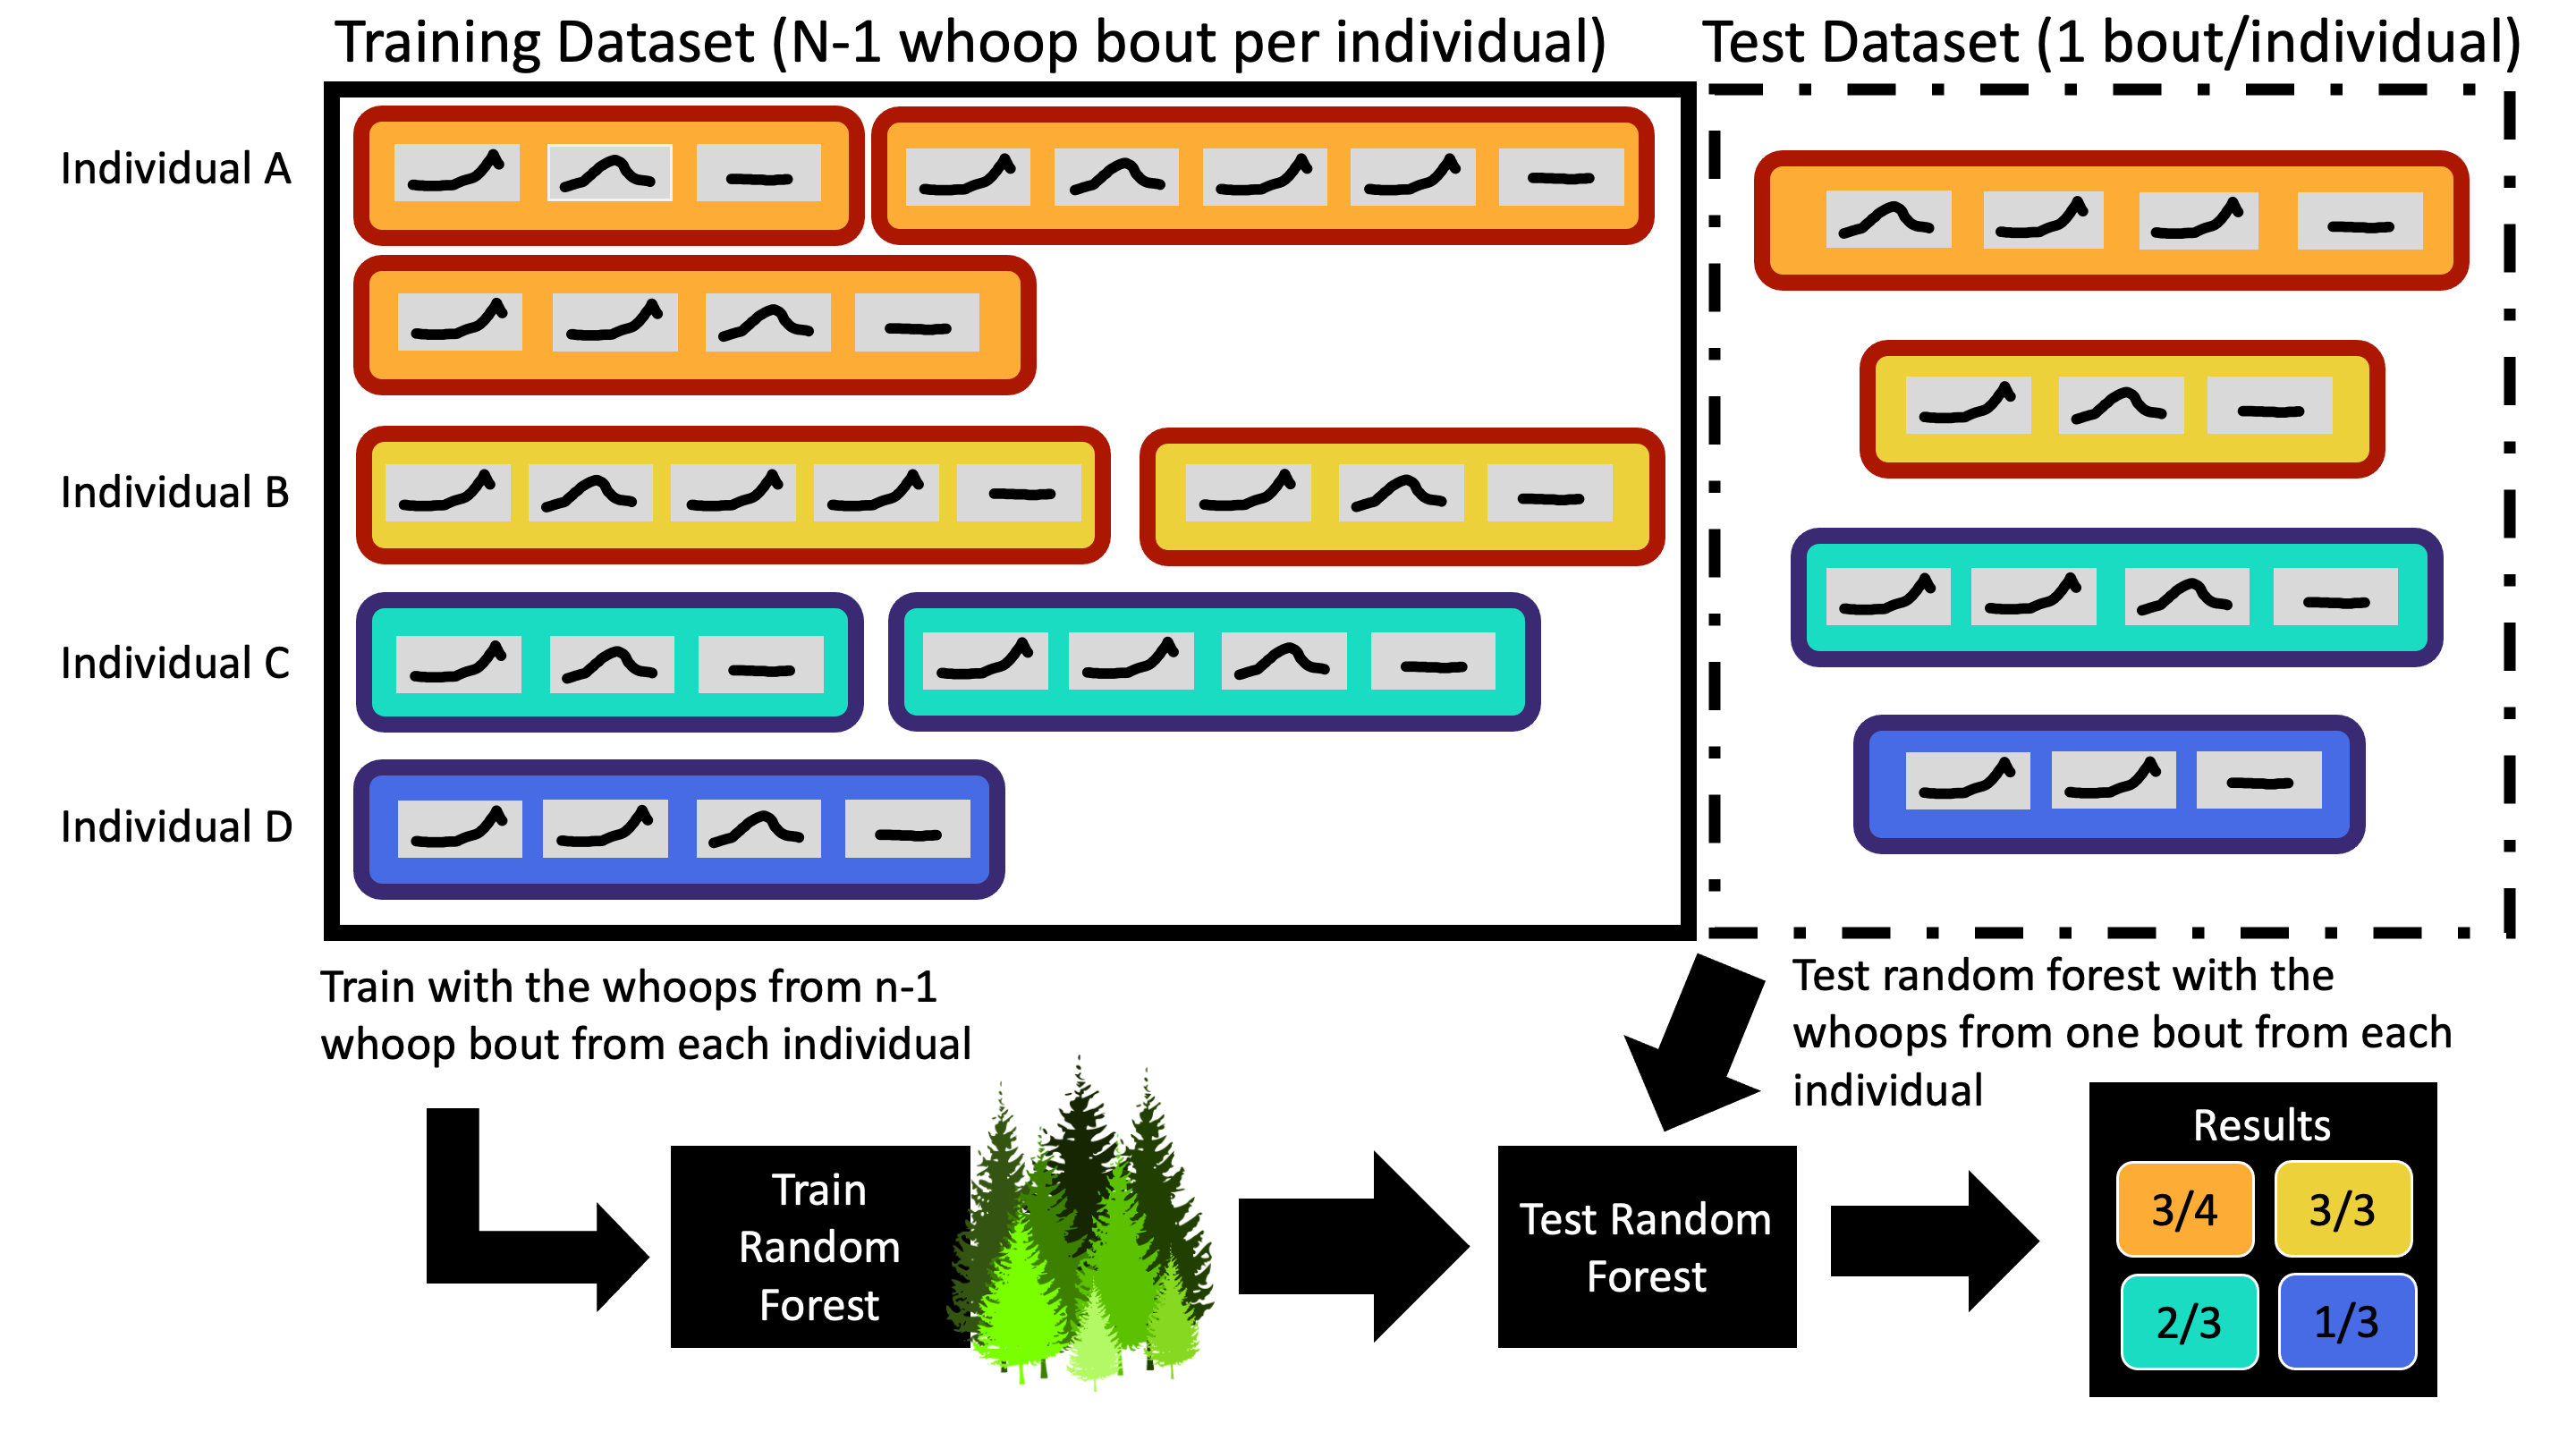 Training Dataset (N-1 whoop bout per individual)
Test Dataset (1 bout/individual)
Individual A
Individual B
Individual C
Individual D
Train with the whoops from n-1
whoop bout from each individual
Test random forest with the
whoops from one bout from each
individual
Train
Random
Forest
Test Random
Forest
Results
3/4
3/3
2/3
1/3